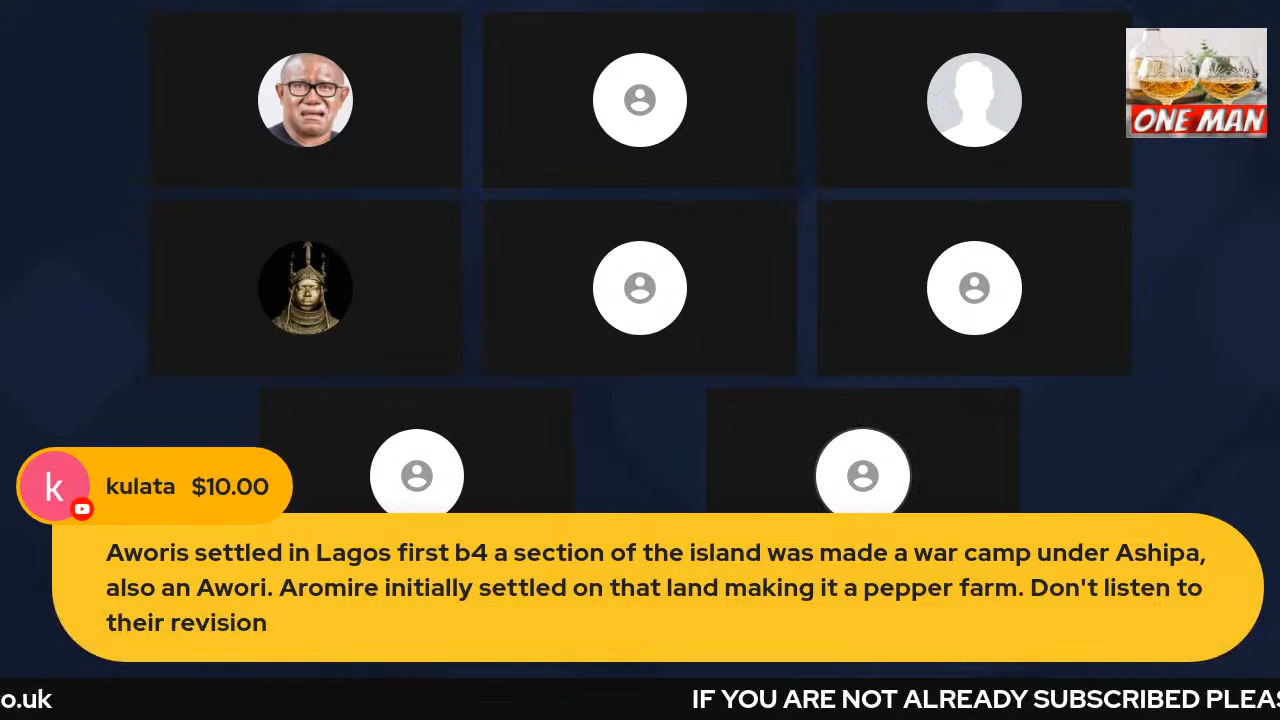 ONE MAN
k
kulata $10.00
Aworis settled in Lagos first b4 a section of the island was made a war camp under Ashipa,
also an Awori. Aromire initially settled on that land making it a pepper farm. Don't listen to
their revision
o.uk
IF YOU ARE NOT ALREADY SUBSCRIBED PLEAS